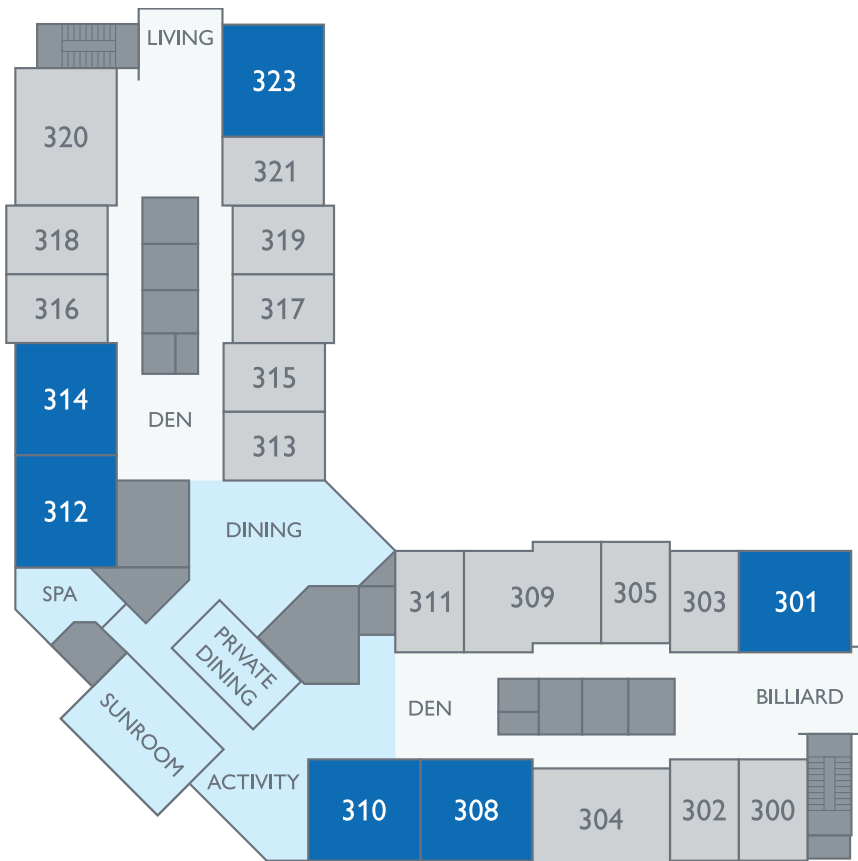 LIVING
323
320
321
318
319
316
317
315
314
DEN
313
312
DINING
SPA
311
309
305
303
301
PRIVATE
DINING
SUNROOM
DEN
BILLIARD
ACTIVITY
310
308
304
302
300